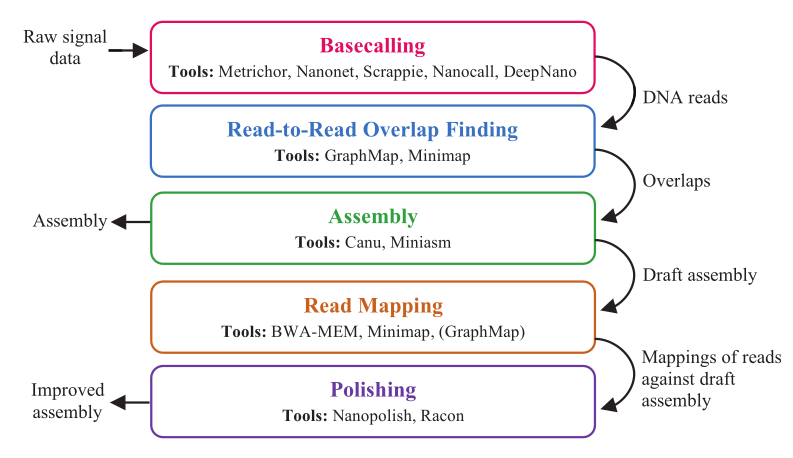 Raw signal
data
Basecalling
Tools: Metrichor, Nanonet, Scrappie, Nanocall, DeepNano
DNA reads
Read-to-Read Overlap Finding
Tools: GraphMap, Minimap
Overlaps
Assembly
Assembly
Tools: Canu, Miniasm
Draft assembly
Read Mapping
Tools: BWA-MEM, Minimap, (GraphMap)
Mappings of reads
against draft
assembly
Improved
assembly
Polishing
Tools: Nanopolish, Racon